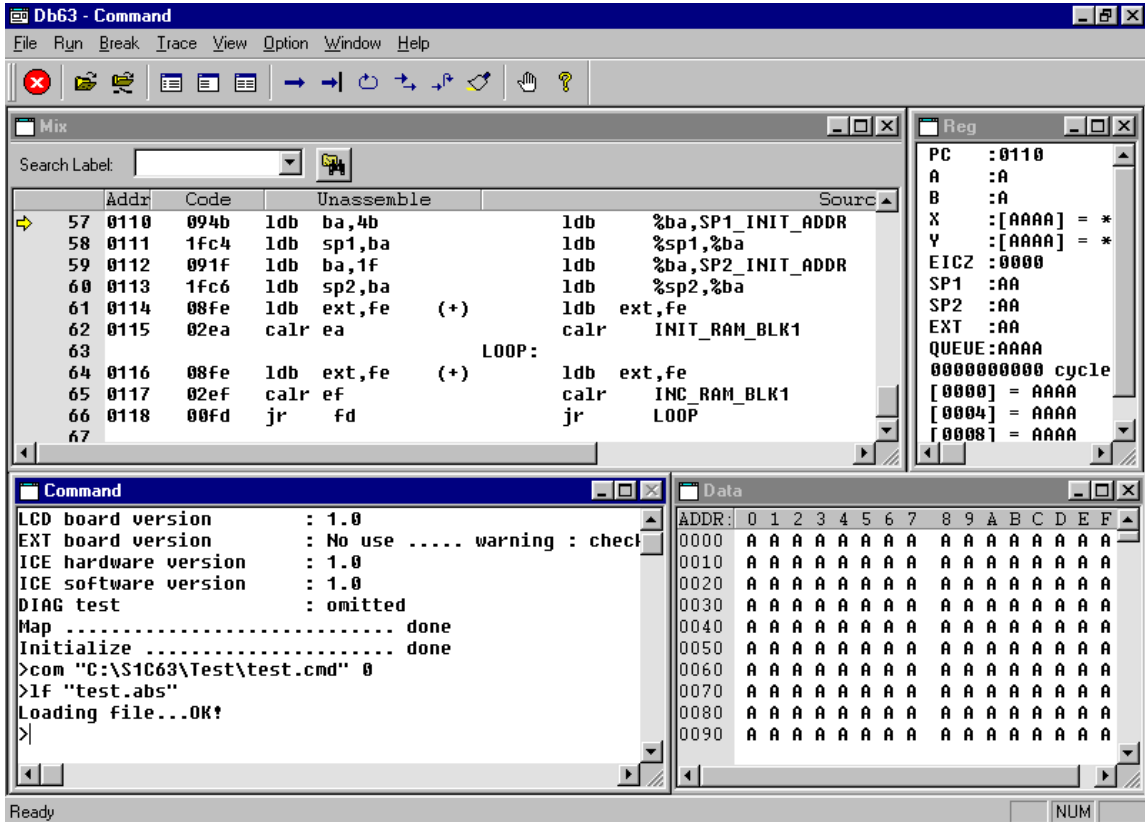 Db63 - Command
File Run Break Trace View Option Window Help
Mix
Search Label:
Addr Code Unassemble Sourc
57 0110 094b ldb ba,4b ldb %ba,SP1_INIT_ADDR
58 0111 1fc4 ldb sp1,ba ldb %sp1,%ba
59 0112 091f ldb ba,1f ldb %ba,SP2_INIT_ADDR
60 0113 1fc6 ldb sp2,ba ldb %sp2,%ba
61 0114 08fe ldb ext,fe (+) ldb ext,fe
62 0115 02ea calr ea calr INIT_RAM_BLK1
63 LOOP:
64 0116 08fe ldb ext,fe (+) ldb ext,fe
65 0117 02ef calr ef calr INC_RAM_BLK1
66 0118 00fd jr fd jr LOOP
67
Reg
PC :0110
A :A
B :A
X :[AAAA] = *
Y :[AAAA] = *
EICZ :0000
SP1 :AA
SP2 :AA
EXT :AA
QUEUE:AAAA
0000000000 cycle
[0000] = AAAA
[0004] = AAAA
[0008] = AAAA
Command
LCD board version : 1.0
EXT board version : No use ..... warning : check
ICE hardware version : 1.0
ICE software version : 1.0
DIAG test : omitted
Map ............................. done
Initialize ...................... done
>com "C:\S1C63\Test\test.cmd" 0
>lf "test.abs"
Loading file...OK!
>
Data
ADDR: 0 1 2 3 4 5 6 7 8 9 A B C D E F
0000 A A A A A A A A A A A A A A A A
0010 A A A A A A A A A A A A A A A A
0020 A A A A A A A A A A A A A A A A
0030 A A A A A A A A A A A A A A A A
0040 A A A A A A A A A A A A A A A A
0050 A A A A A A A A A A A A A A A A
0060 A A A A A A A A A A A A A A A A
0070 A A A A A A A A A A A A A A A A
0080 A A A A A A A A A A A A A A A A
0090 A A A A A A A A A A A A A A A A
Ready NUM